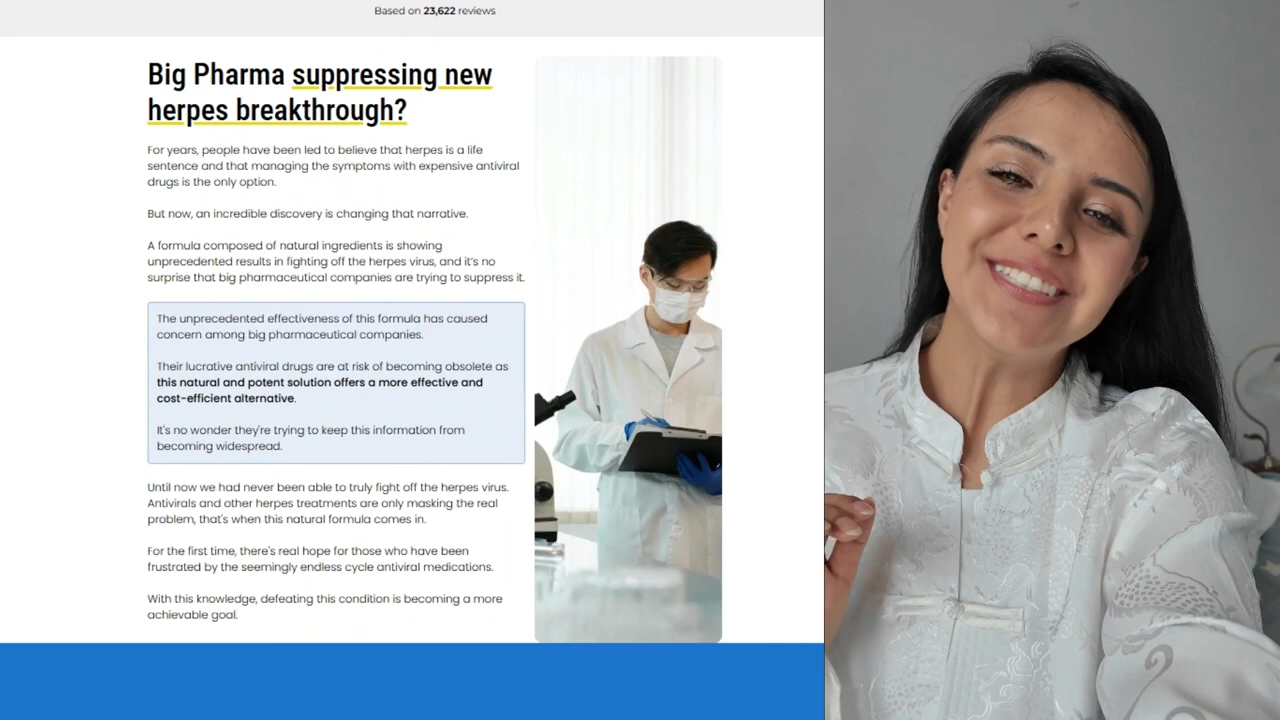 Based on 23,622 reviews
Big Pharma suppressing new
herpes breakthrough?
For years, people have been led to believe that herpes is a life
sentence and that managing the symptoms with expensive antiviral
drugs is the only option.
But now, an incredible discovery is changing that narrative.
A formula composed of natural ingredients is showing
unprecedented results in fighting off the herpes virus, and it's no
surprise that big pharmaceutical companies are trying to suppress it.
The unprecedented effectiveness of this formula has caused
concern among big pharmaceutical companies.
Their lucrative antiviral drugs are at risk of becoming obsolete as
this natural and potent solution offers a more effective and
cost-efficient alternative.
It's no wonder they're trying to keep this information from
becoming widespread.
Until now we had never been able to truly fight off the herpes virus.
Antivirals and other herpes treatments are only masking the real
problem, that's when this natural formula comes in.
For the first time, there's real hope for those who have been
frustrated by the seemingly endless cycle antiviral medications.
With this knowledge, defeating this condition is becoming a more
achievable goal.